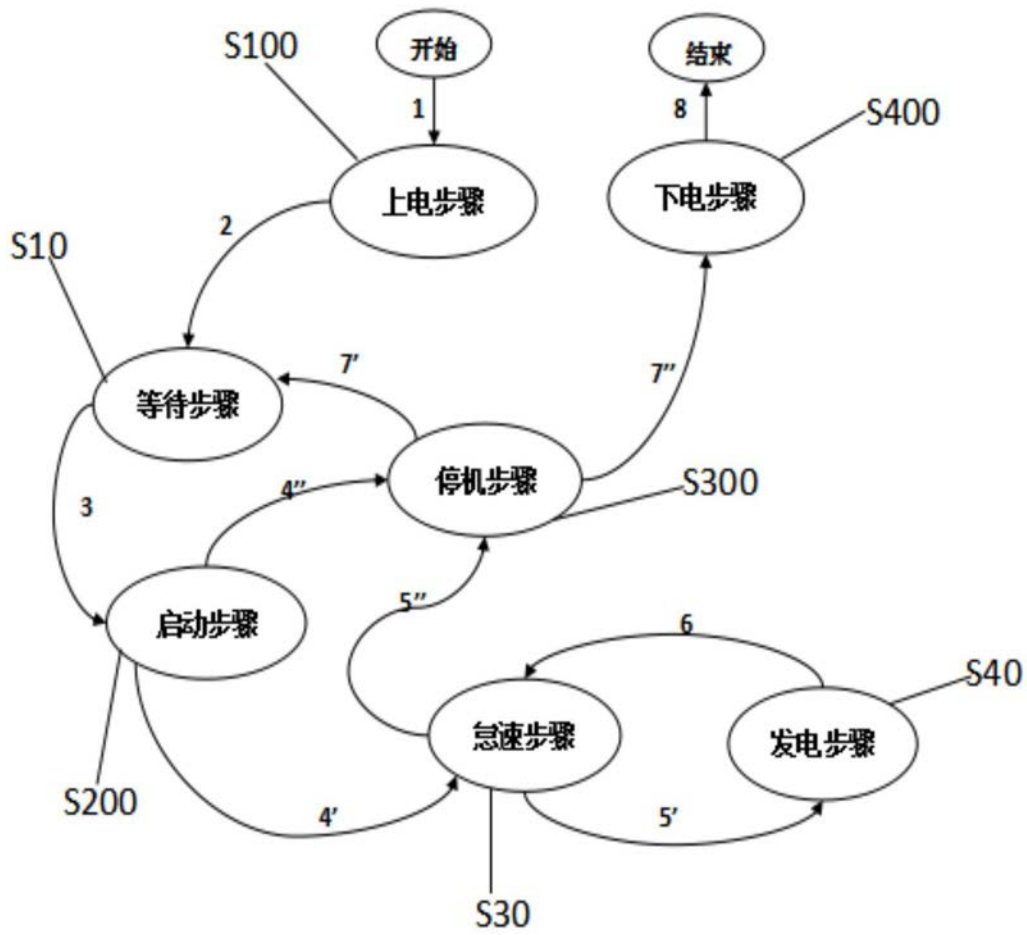 S100
开始
结束
1
8
S400
上电步骤
下电步骤
2
S10
7'
7''
等待步骤
停机步骤
4''
S300
3
5''
启动步骤
6
S40
怠速步骤
发电步骤
S200
4'
5'
S30